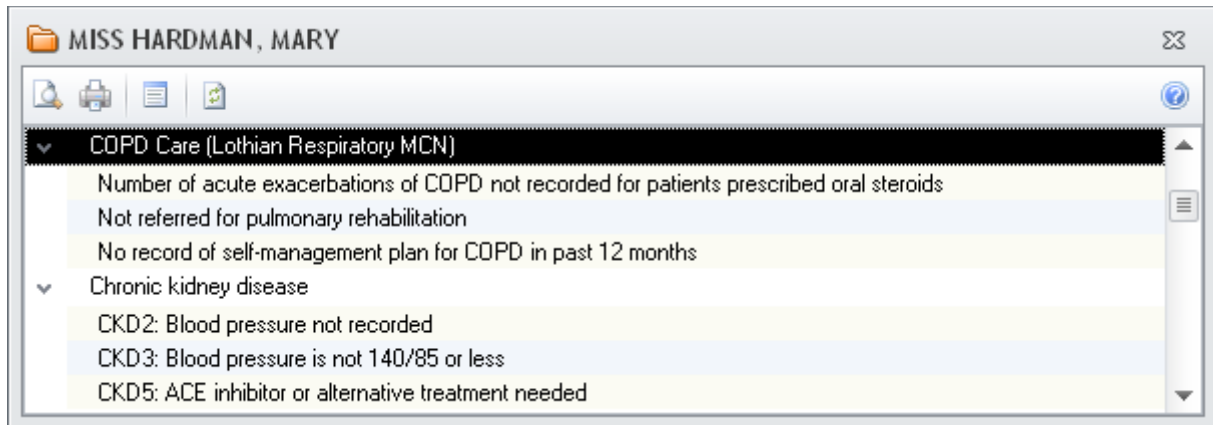 MISS HARDMAN, MARY
COPD Care (Lothian Respiratory MCN)
Number of acute exacerbations of COPD not recorded for patients prescribed oral steroids
Not referred for pulmonary rehabilitation
No record of self-management plan for COPD in past 12 months
Chronic kidney disease
CKD2: Blood pressure not recorded
CKD3: Blood pressure is not 140/85 or less
CKD5: ACE inhibitor or alternative treatment needed